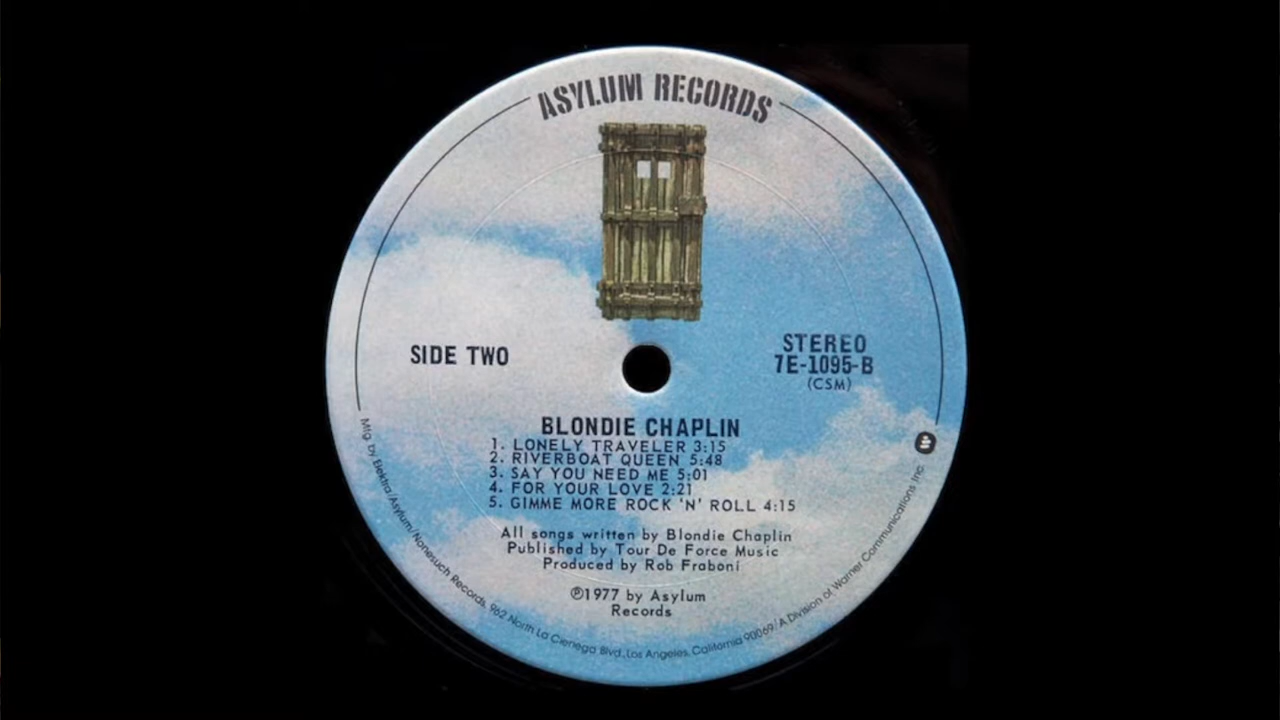 ASYLUM RECORDS
SIDE TWO
STEREO
7E-1095-B
(CSM)
BLONDIE CHAPLIN
1. LONELY TRAVELER 3:15
2. RIVERBOAT QUEEN 5:48
3. SAY YOU NEED ME 5:01
4. FOR YOUR LOVE 2:21
5. GIMME MORE ROCK 'N' ROLL 4:15
All songs written by Blondie Chaplin
Published by Tour De Force Music
Produced by Rob Fraboni
℗1977 by Asylum
Records
Mfg. by Elektra/Asylum/Nonesuch Records, 962 North La Cienega Blvd., Los Angeles, California 90069/A Division of Warner Communications Inc.